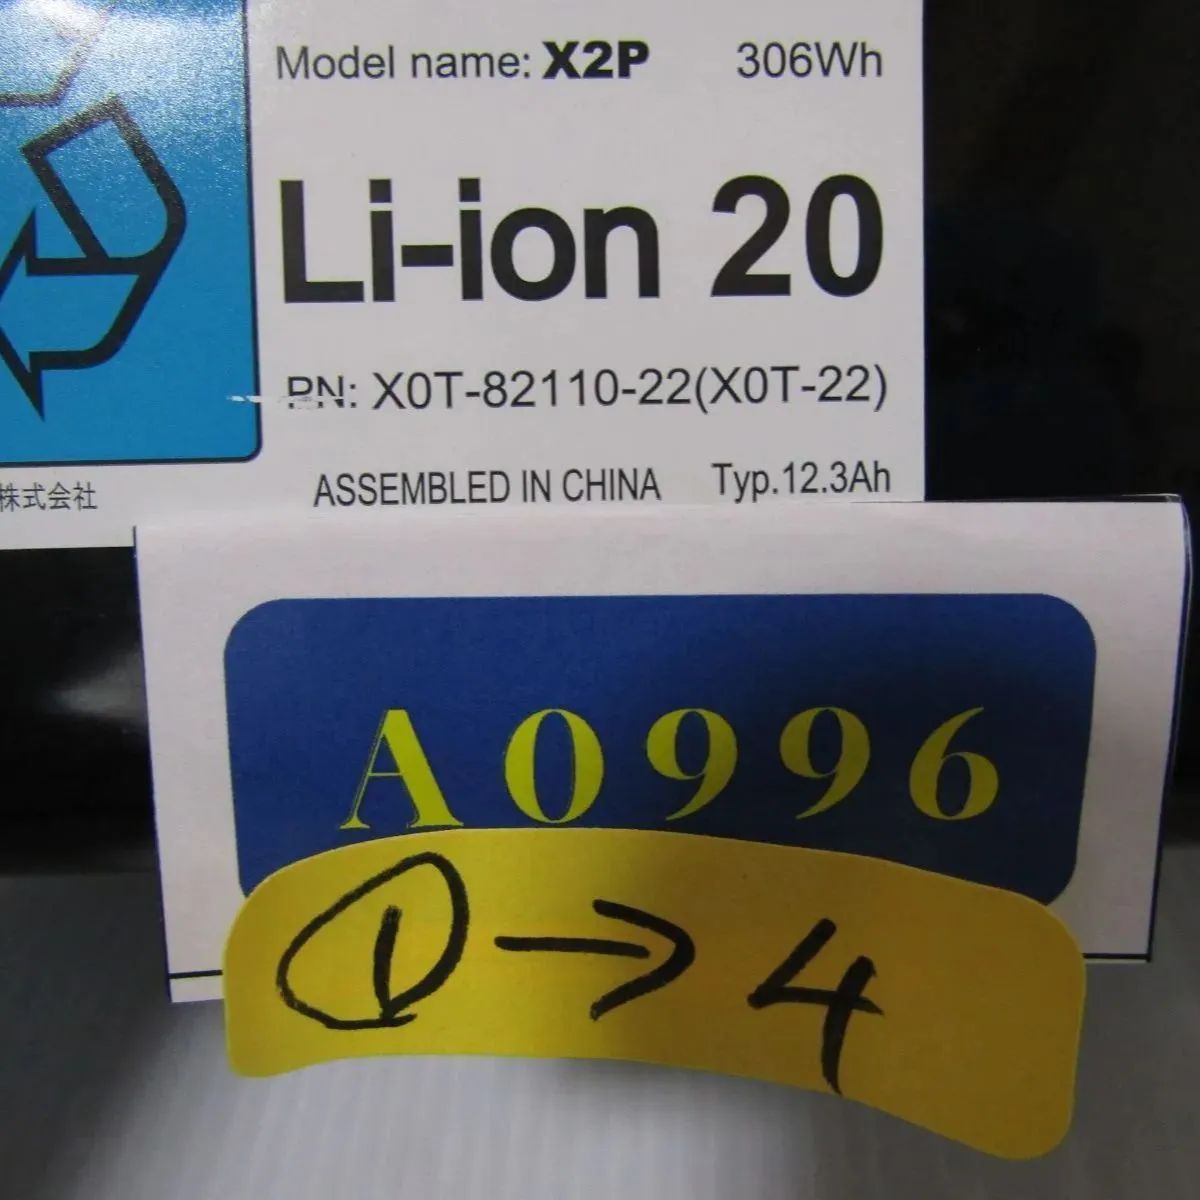 Model name: X2P 306Wh
Li-ion 20
PN: X0T-82110-22(X0T-22)
ASSEMBLED IN CHINA Typ.12.3Ah
株式会社
A0996
① → 4